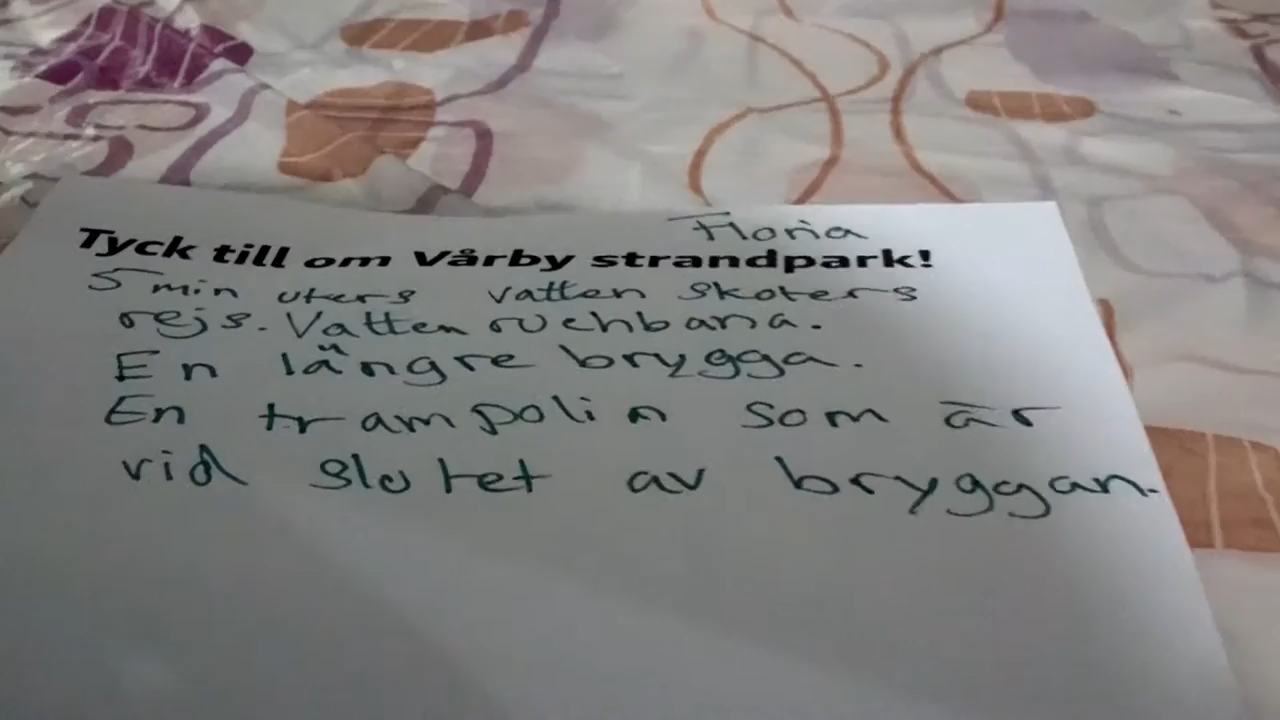 Floria
Tyck till om Vårby strandpark!
5 min uters vatten skoters
rejs. Vatten ruchbana.
En längre brygga.
En trampolin som är
vid slutet av bryggan.